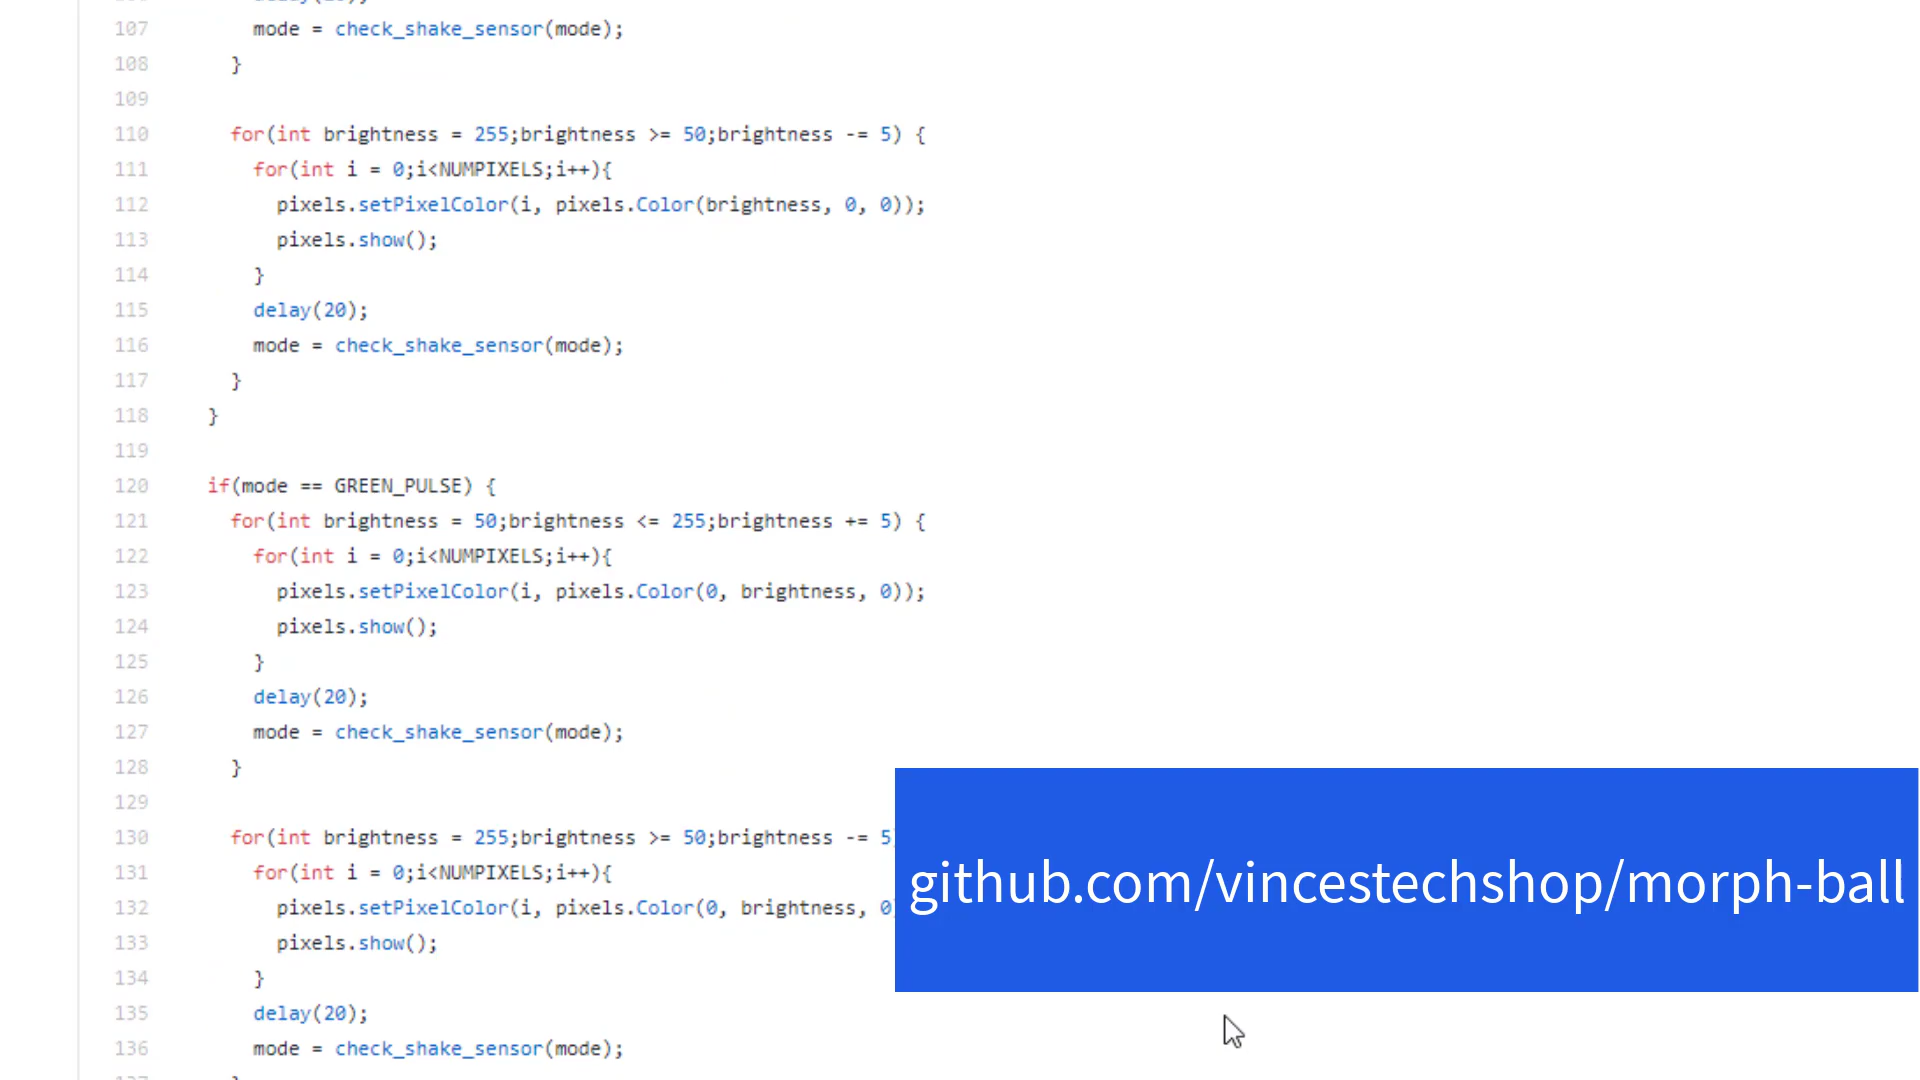 107 mode = check_shake_sensor(mode);
108 }
109
110 for(int brightness = 255;brightness >= 50;brightness -= 5) {
111 for(int i = 0;i<NUMPIXELS;i++){
112 pixels.setPixelColor(i, pixels.Color(brightness, 0, 0));
113 pixels.show();
114 }
115 delay(20);
116 mode = check_shake_sensor(mode);
117 }
118 }
119
120 if(mode == GREEN_PULSE) {
121 for(int brightness = 50;brightness <= 255;brightness += 5) {
122 for(int i = 0;i<NUMPIXELS;i++){
123 pixels.setPixelColor(i, pixels.Color(0, brightness, 0));
124 pixels.show();
125 }
126 delay(20);
127 mode = check_shake_sensor(mode);
128 }
129
130 for(int brightness = 255;brightness >= 50;brightness -= 5
131 for(int i = 0;i<NUMPIXELS;i++){
132 pixels.setPixelColor(i, pixels.Color(0, brightness, 0
133 pixels.show();
134 }
135 delay(20);
136 mode = check_shake_sensor(mode);
github.com/vincestechshop/morph-ball